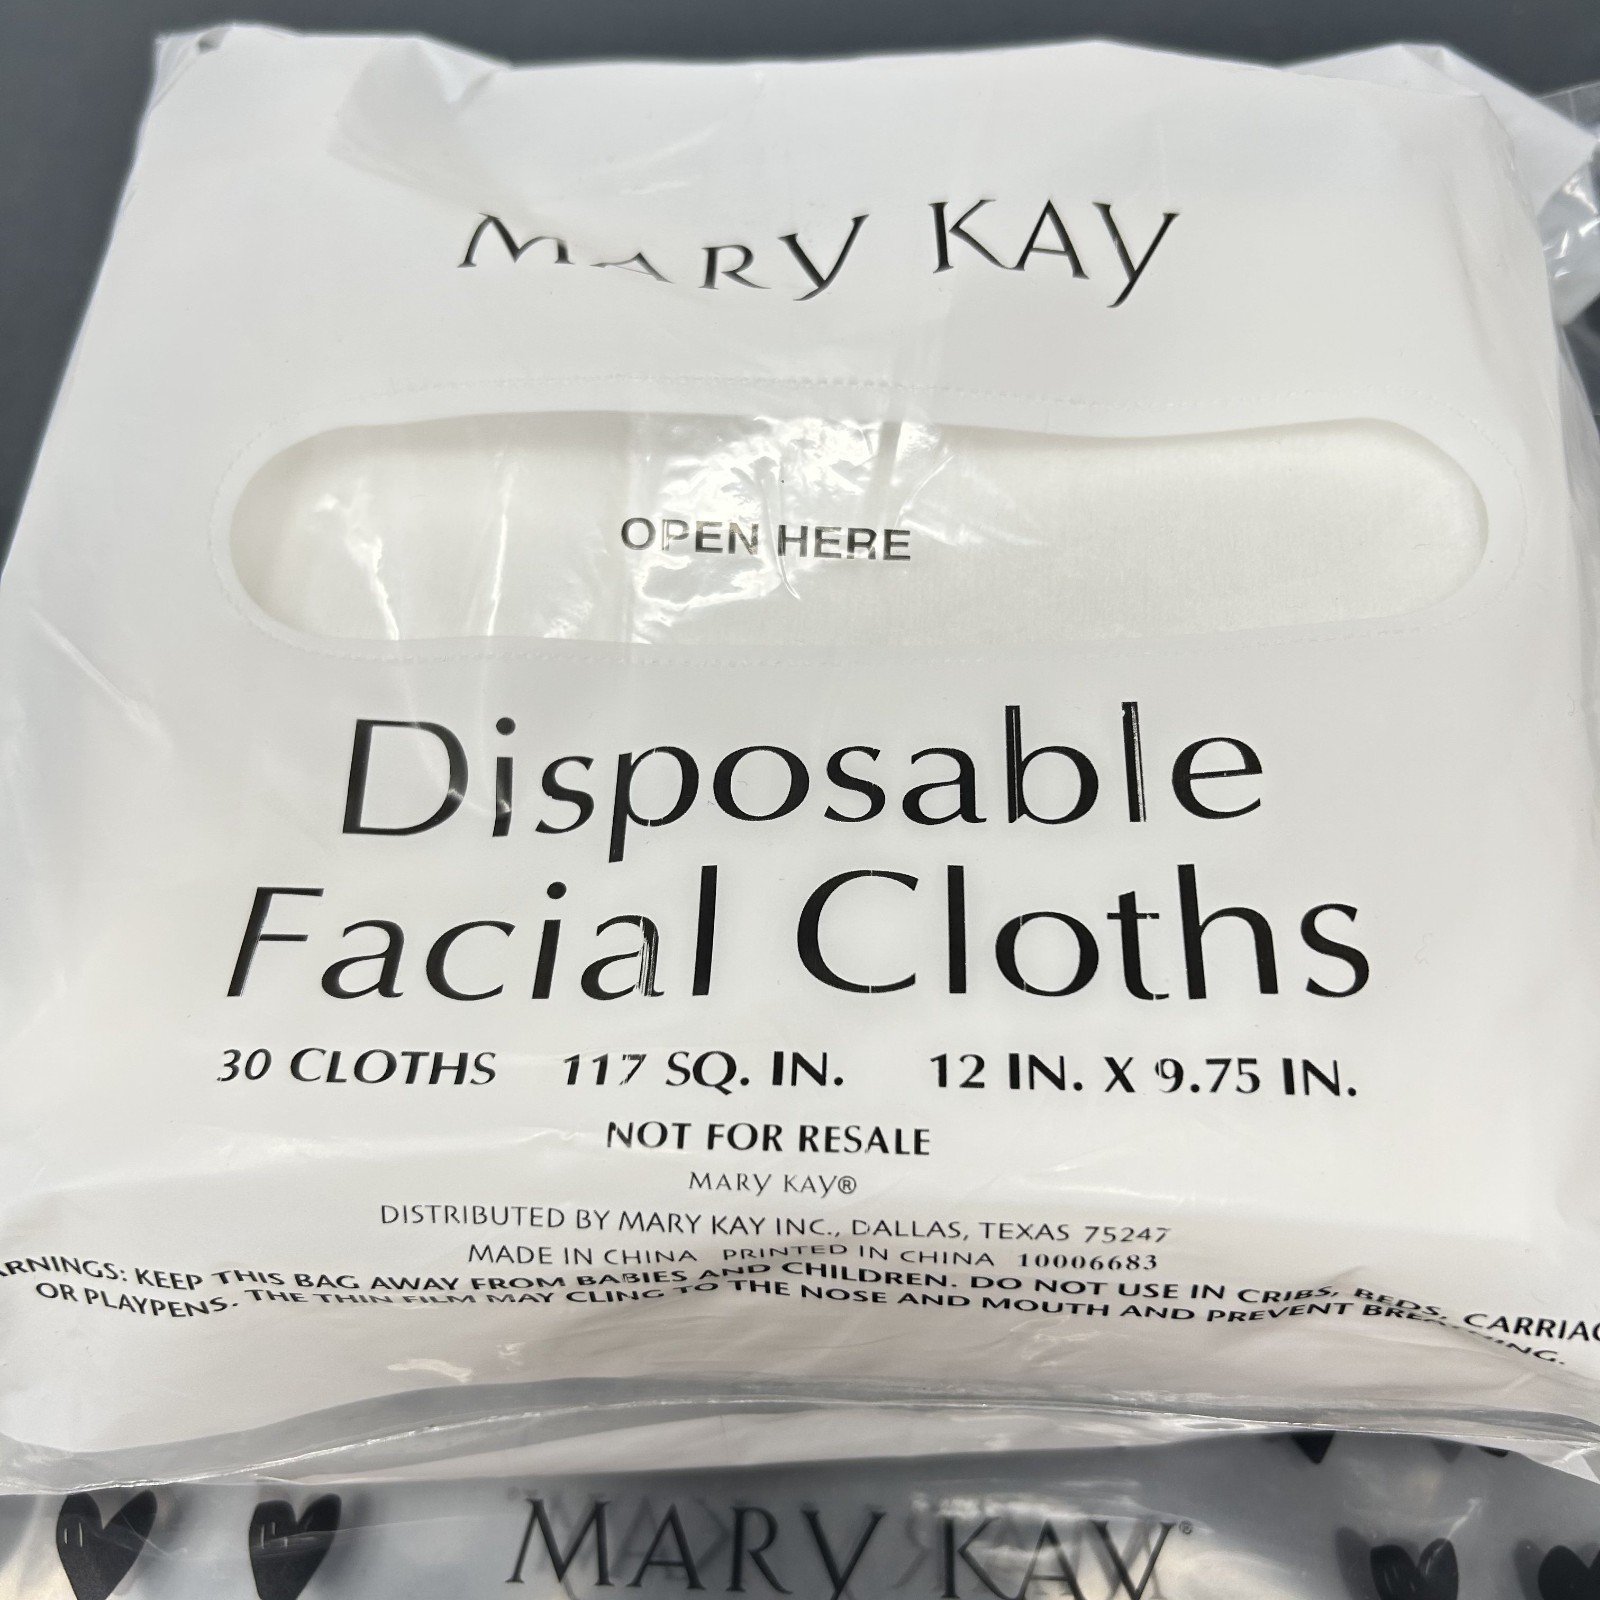 MARY KAY
OPEN HERE
Disposable
Facial Cloths
30 CLOTHS 117 SQ. IN. 12 IN. X 9.75 IN.
NOT FOR RESALE
MARY KAY®
DISTRIBUTED BY MARY KAY INC., DALLAS, TEXAS 75247
MADE IN CHINA PRINTED IN CHINA 10006683
KEEP THIS BAG AWAY FROM BABIES AND CHILDREN. DO NOT USE IN CRIBS, BEDS,
OR PLAYPENS. THE THIN FILM MAY CLING TO THE NOSE AND MOUTH AND PREVENT
MARY KAY®